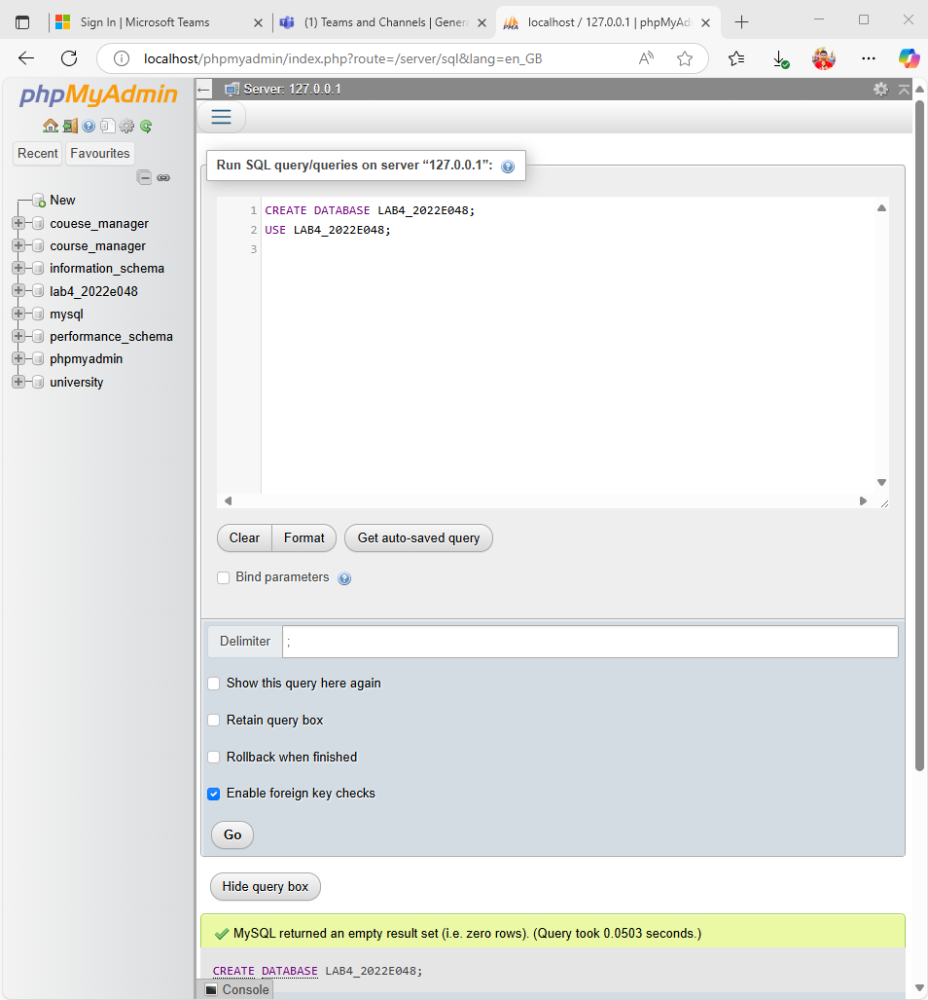 Sign In | Microsoft Teams
(1) Teams and Channels | Genera
localhost / 127.0.0.1 | phpMyAd
localhost/phpmyadmin/index.php?route=/server/sql&lang=en_GB
phpMyAdmin
Recent
Favourites
New
couese_manager
course_manager
information_schema
lab4_2022e048
mysql
performance_schema
phpmyadmin
university
Server: 127.0.0.1
Run SQL query/queries on server “127.0.0.1”:
1 CREATE DATABASE LAB4_2022E048;
2 USE LAB4_2022E048;
3
Clear
Format
Get auto-saved query
Bind parameters
Delimiter
;
Show this query here again
Retain query box
Rollback when finished
Enable foreign key checks
Go
Hide query box
MySQL returned an empty result set (i.e. zero rows). (Query took 0.0503 seconds.)
CREATE DATABASE LAB4_2022E048;
Console